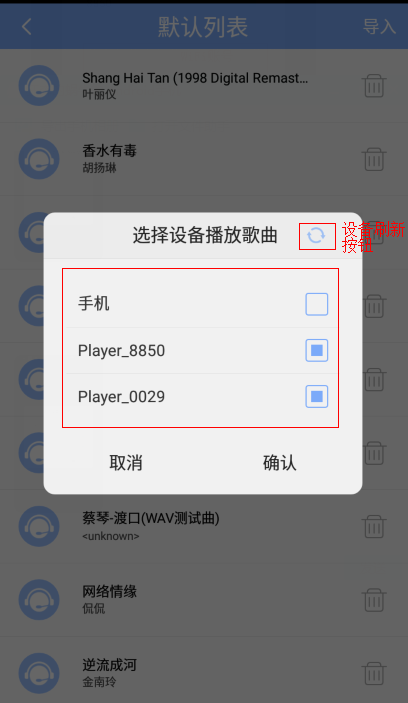 默认列表
导入
Shang Hai Tan (1998 Digital Remast...
叶丽仪
香水有毒
胡扬琳
选择设备播放歌曲
设备刷新
按钮
手机
Player_8850
Player_0029
取消
确认
蔡琴-渡口(WAV测试曲)
<unknown>
网络情缘
侃侃
逆流成河
金南玲